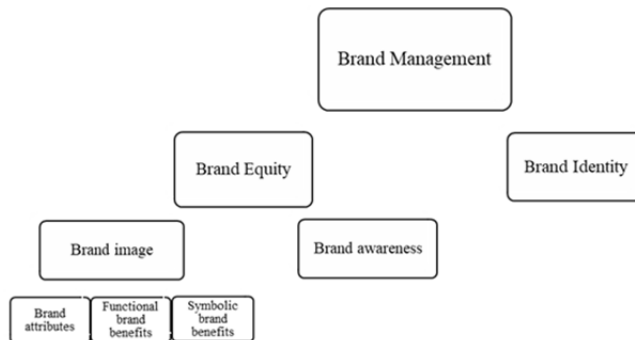 Brand Management
Brand Equity
Brand Identity
Brand image
Brand awareness
Brand
attributes
Functional
brand
benefits
Symbolic
brand
benefits